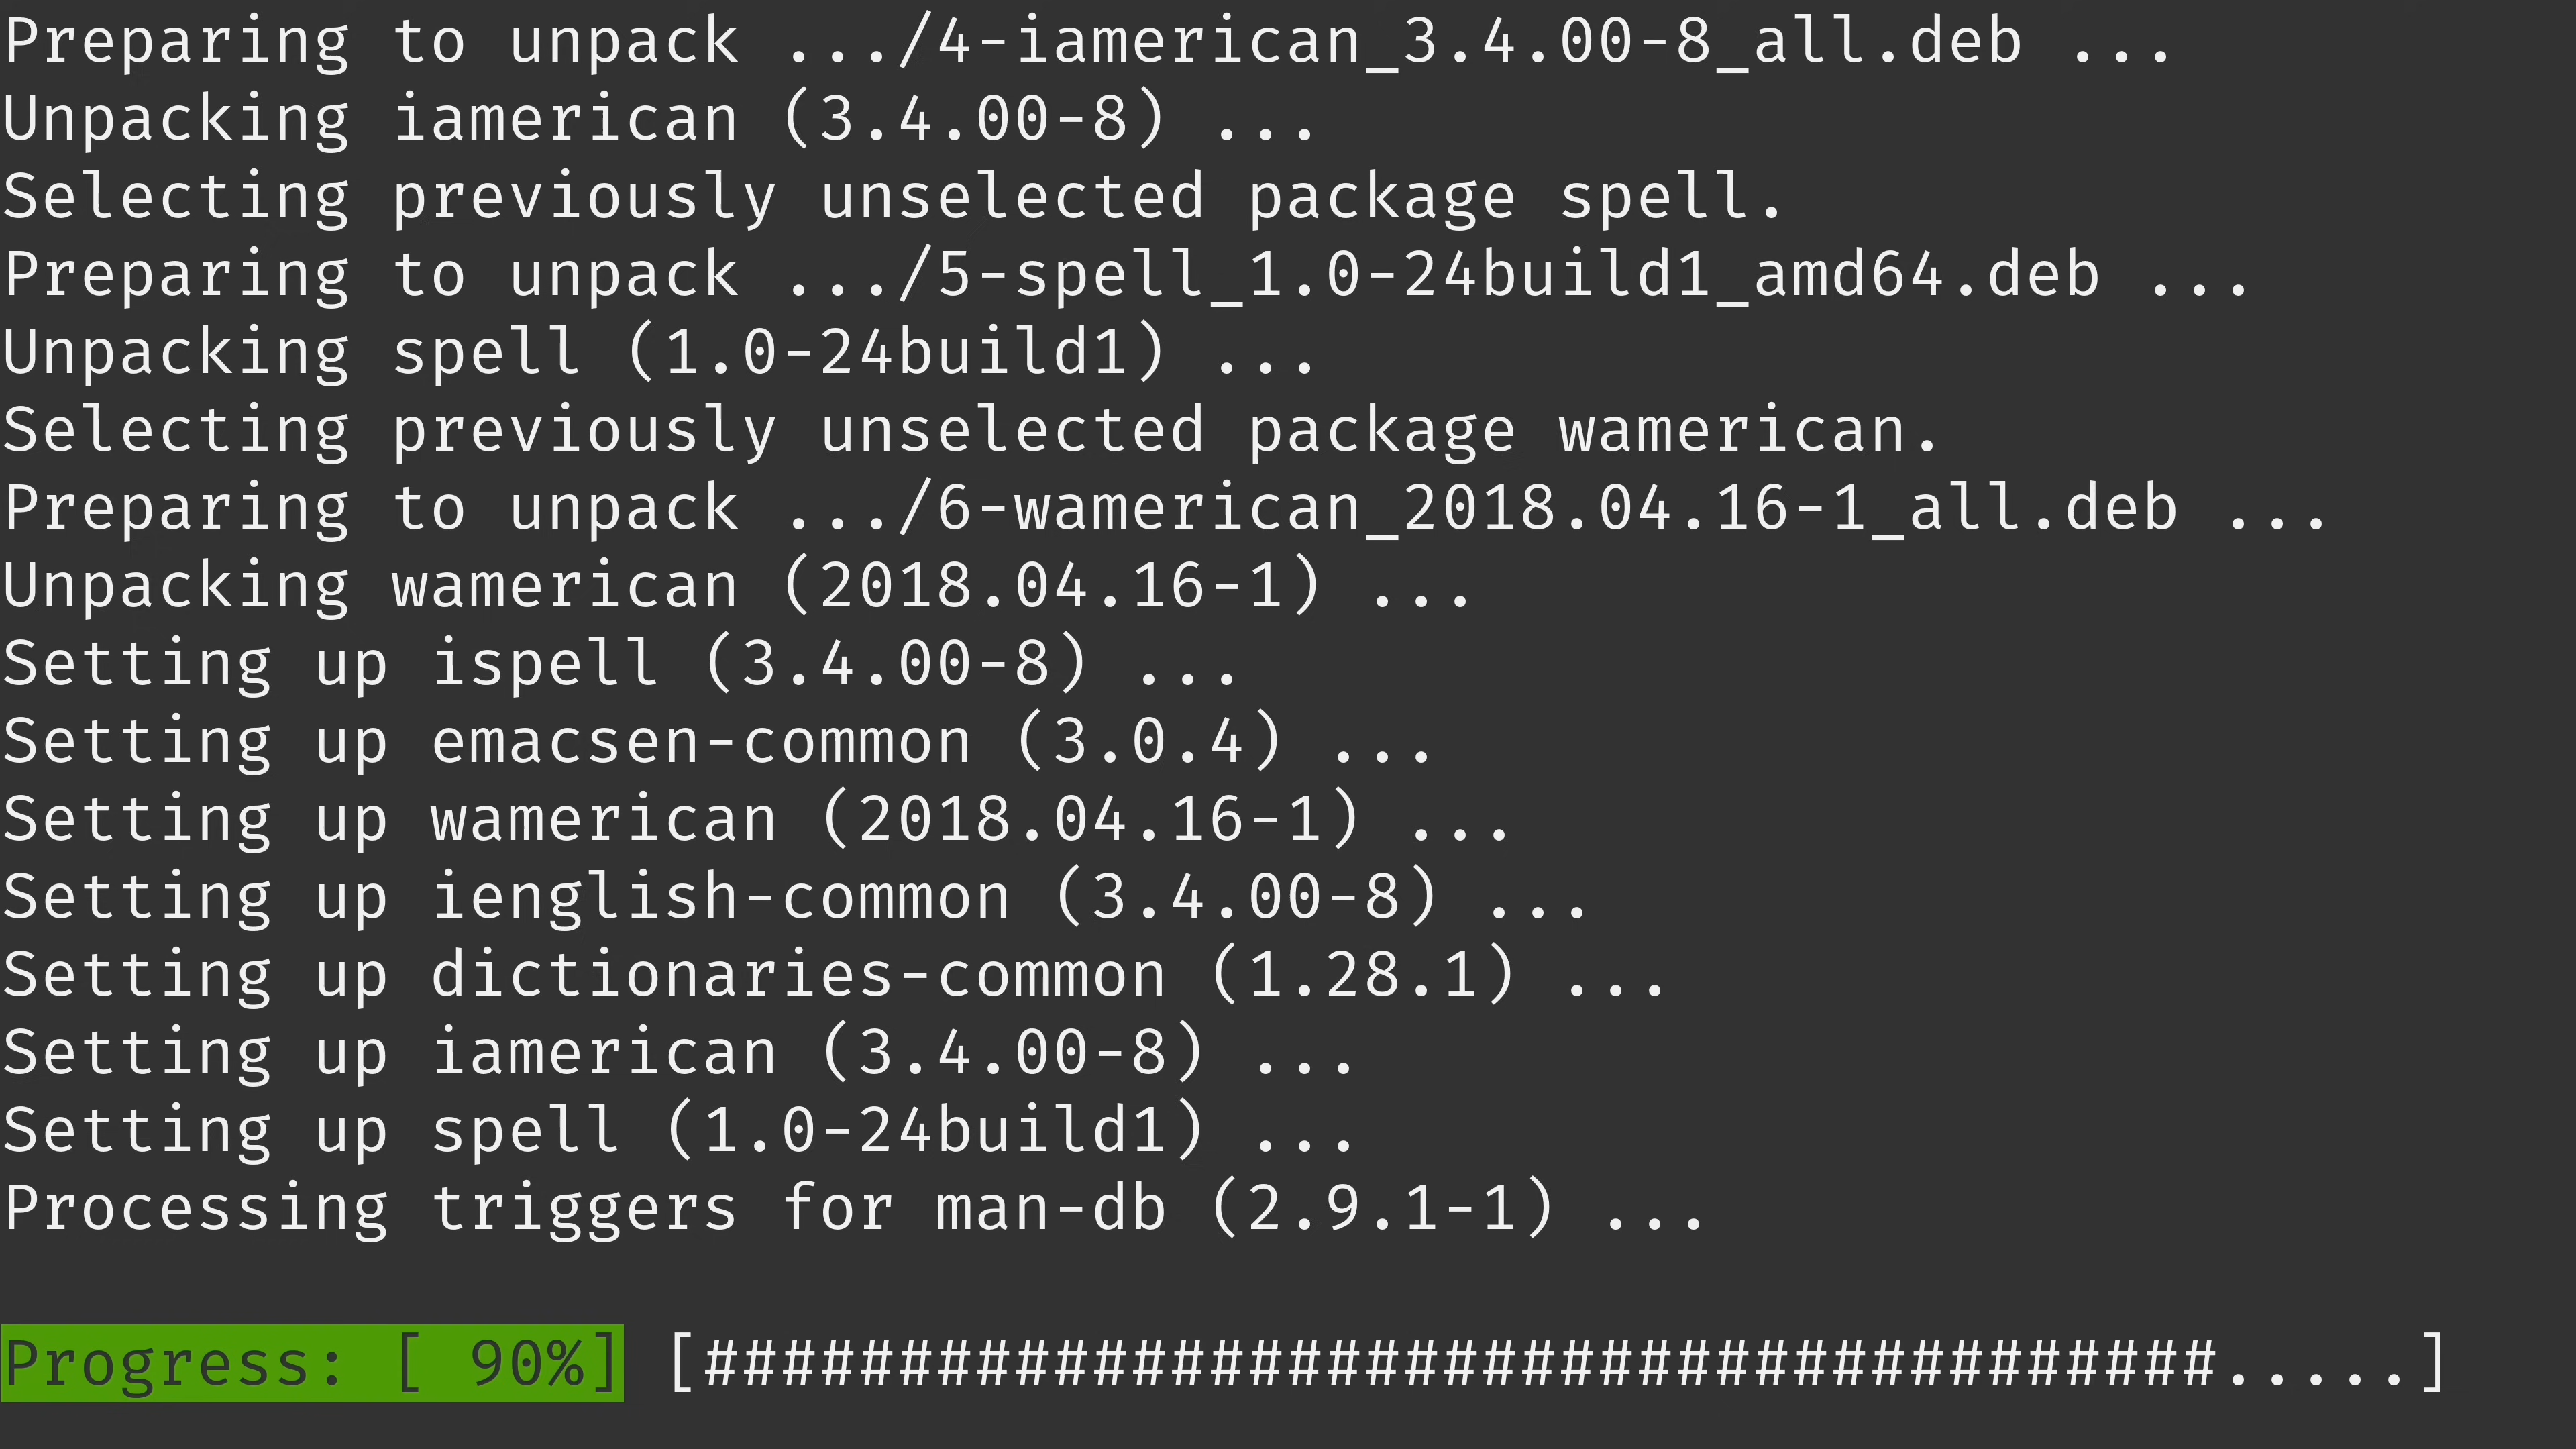 Preparing to unpack .../4-iamerican_3.4.00-8_all.deb ...
Unpacking iamerican (3.4.00-8) ...
Selecting previously unselected package spell.
Preparing to unpack .../5-spell_1.0-24build1_amd64.deb ...
Unpacking spell (1.0-24build1) ...
Selecting previously unselected package wamerican.
Preparing to unpack .../6-wamerican_2018.04.16-1_all.deb ...
Unpacking wamerican (2018.04.16-1) ...
Setting up ispell (3.4.00-8) ...
Setting up emacsen-common (3.0.4) ...
Setting up wamerican (2018.04.16-1) ...
Setting up ienglish-common (3.4.00-8) ...
Setting up dictionaries-common (1.28.1) ...
Setting up iamerican (3.4.00-8) ...
Setting up spell (1.0-24build1) ...
Processing triggers for man-db (2.9.1-1) ...
Progress: [ 90%] [#######################################.....]